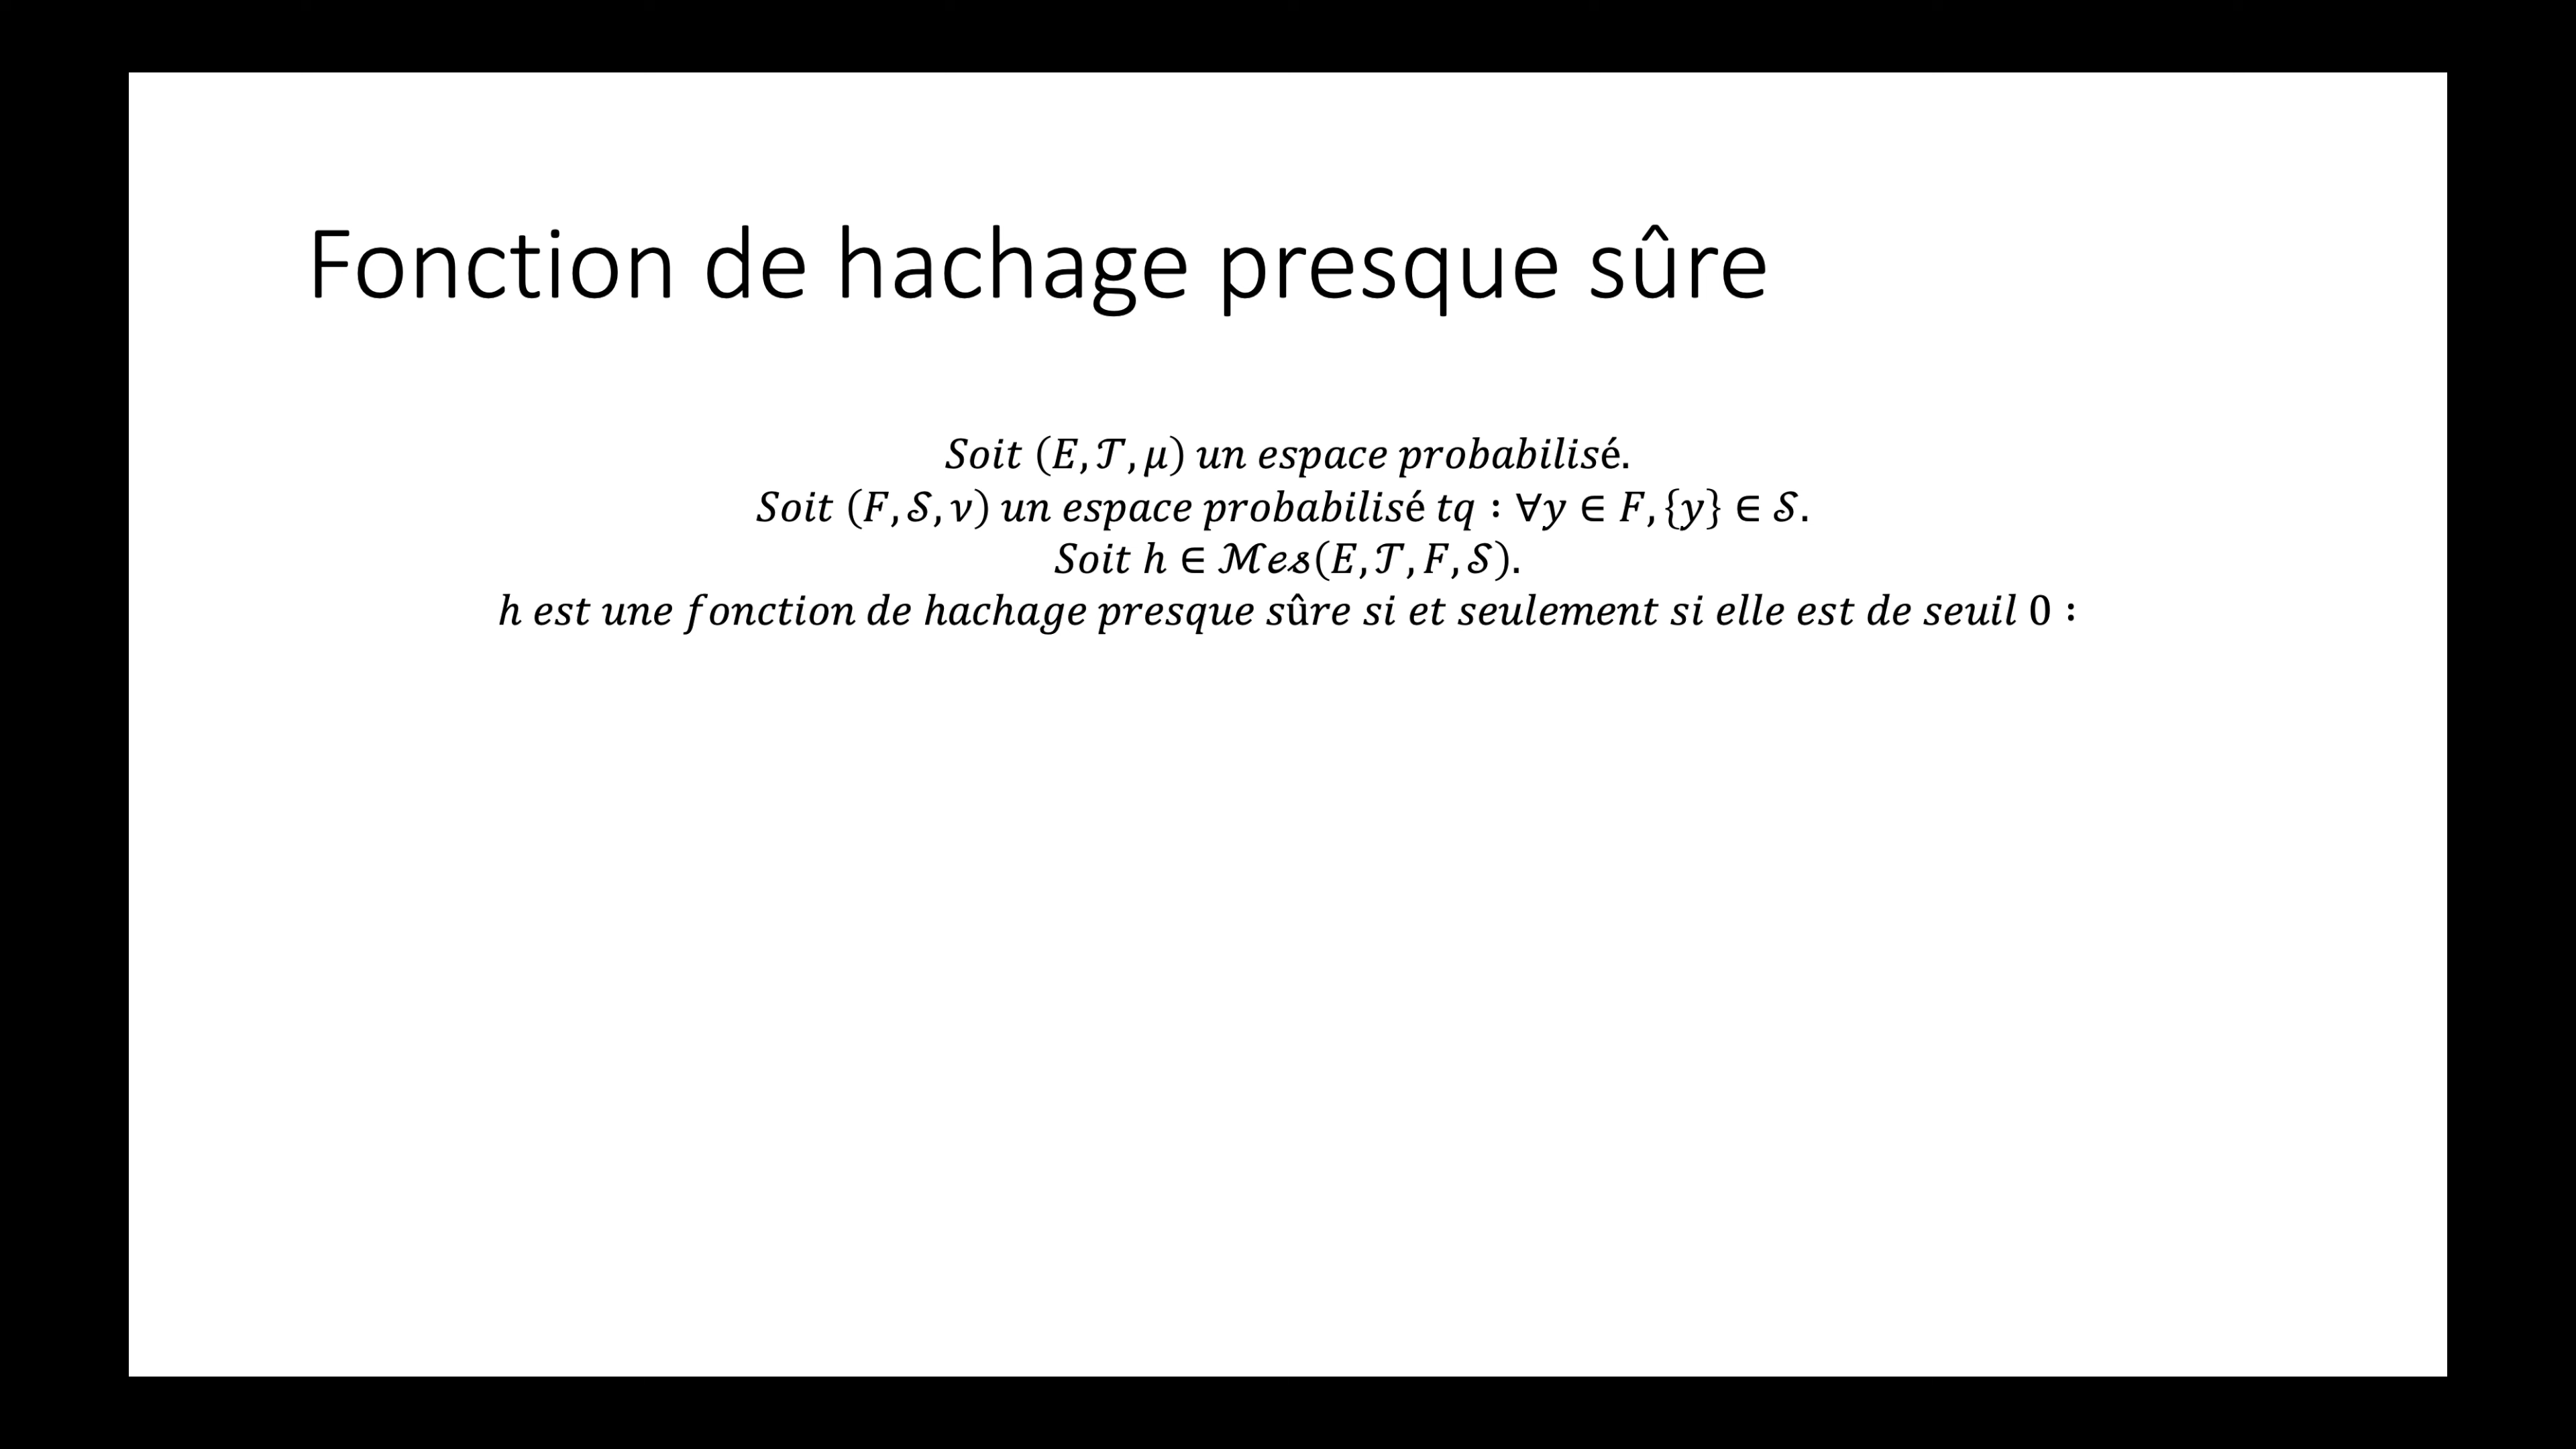 Fonction de hachage presque sûre
Soit (E, 𝒯, μ) un espace probabilisé.
Soit (F, 𝒮, ν) un espace probabilisé tq : ∀y ∈ F, {y} ∈ 𝒮.
Soit h ∈ ℳℯ𝓈(E, 𝒯, F, 𝒮).
h est une fonction de hachage presque sûre si et seulement si elle est de seuil 0 :